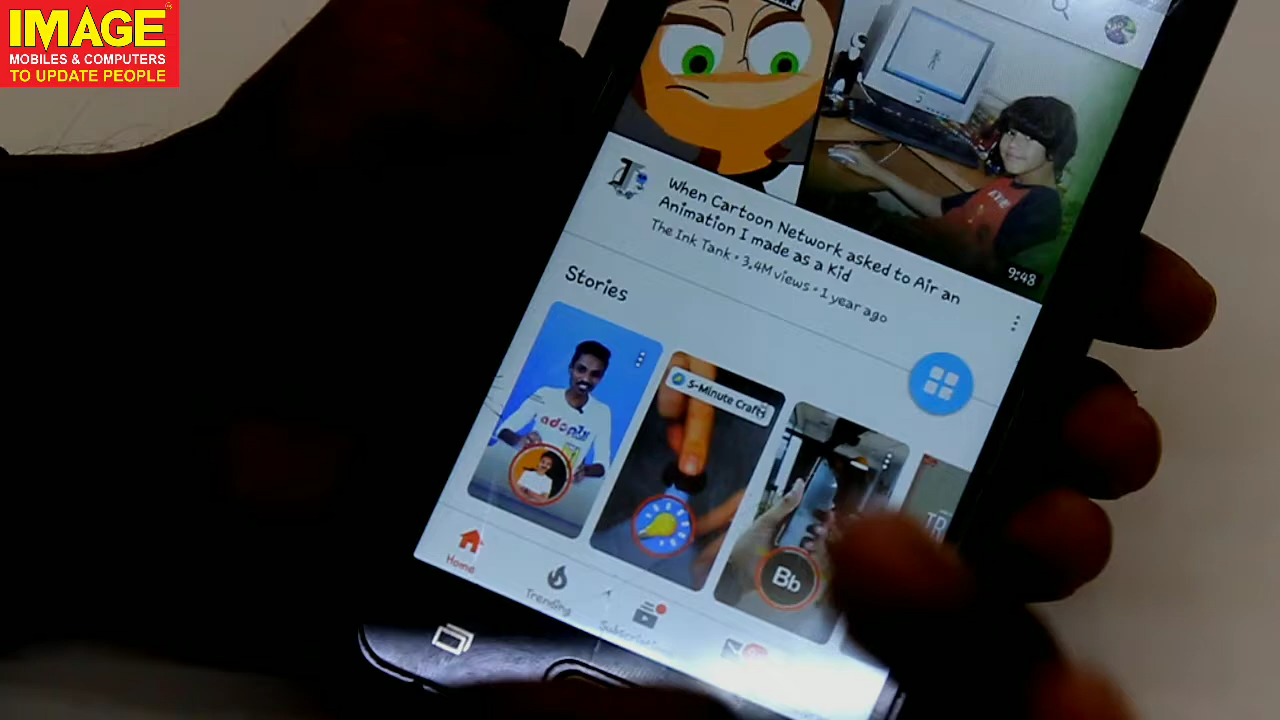 IMAGE
MOBILES & COMPUTERS
TO UPDATE PEOPLE
When Cartoon Network asked to Air an
Animation I made as a Kid
The Ink Tank • 3.4M views • 1 year ago
9:48
Stories
5-Minute Crafts
Bb
TR
Home
Trending